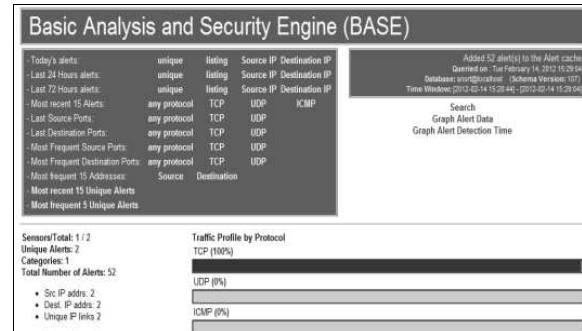 Basic Analysis and Security Engine (BASE)
- Today's alerts: unique listing Source IP Destination IP
- Last 24 Hours alerts: unique listing Source IP Destination IP
- Last 72 Hours alerts: unique listing Source IP Destination IP
- Most recent 15 Alerts: any protocol TCP UDP ICMP
- Last Source Ports: any protocol TCP UDP
- Last Destination Ports: any protocol TCP UDP
- Most Frequent Source Ports: any protocol TCP UDP
- Most Frequent Destination Ports: any protocol TCP UDP
- Most frequent 15 Addresses: Source Destination
- Most recent 15 Unique Alerts
- Most frequent 5 Unique Alerts
Added 52 alert(s) to the Alert cache
Queried on : Tue February 14, 2012 15:29:04
Database: snort@localhost (Schema Version: 107)
Time Window: [2012-02-14 15:28:44] - [2012-02-14 15:29:04]
Search
Graph Alert Data
Graph Alert Detection Time
Sensors/Total: 1 / 2
Unique Alerts: 2
Categories: 1
Total Number of Alerts: 52
• Src IP addrs: 2
• Dest. IP addrs: 2
• Unique IP links 2
Traffic Profile by Protocol
TCP (100%)
UDP (0%)
ICMP (0%)